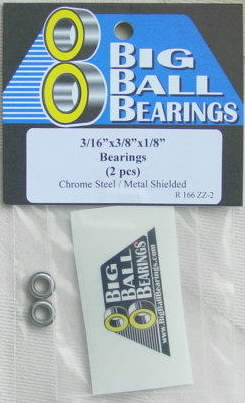 BIG
BALL
BEARINGS
3/16"x3/8"x1/8"
Bearings
(2 pcs)
Chrome Steel / Metal Shielded
R 166 ZZ-2
BIG
BALL
BEARINGS
www.BigBallBearings.com